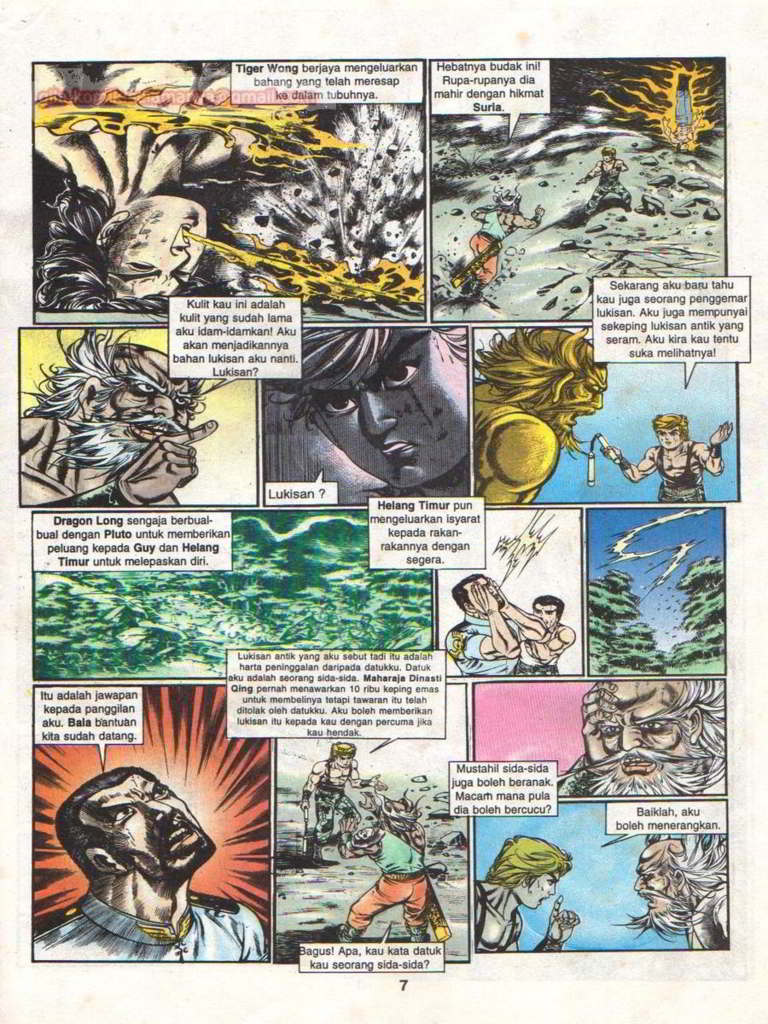 Tiger Wong berjaya mengeluarkan
bahang yang telah meresap
ke dalam tubuhnya.
Hebatnya budak ini!
Rupa-rupanya dia
mahir dengan hikmat
Suria.
Kulit kau ini adalah
kulit yang sudah lama
aku idam-idamkan! Aku
akan menjadikannya
bahan lukisan aku nanti.
Lukisan?
Lukisan ?
Sekarang aku baru tahu
kau juga seorang penggemar
lukisan. Aku juga mempunyai
sekeping lukisan antik yang
seram. Aku kira kau tentu
suka melihatnya!
Dragon Long sengaja berbual-
bual dengan Pluto untuk memberikan
peluang kepada Guy dan Helang
Timur untuk melepaskan diri.
Helang Timur pun
mengeluarkan isyarat
kepada rakan-
rakannya dengan
segera.
Itu adalah jawapan
kepada panggilan
aku. Bala bantuan
kita sudah datang.
Lukisan antik yang aku sebut tadi itu adalah
harta peninggalan daripada datukku. Datuk
aku adalah seorang sida-sida. Maharaja Dinasti
Qing pernah menawarkan 10 ribu keping emas
untuk membelinya tetapi tawaran itu telah
ditolak oleh datukku. Aku boleh memberikan
lukisan itu kepada kau dengan percuma jika
kau hendak.
Bagus! Apa, kau kata datuk
kau seorang sida-sida?
Mustahil sida-sida
juga boleh beranak.
Macam mana pula
dia boleh bercucu?
Baiklah, aku
boleh menerangkan.
7